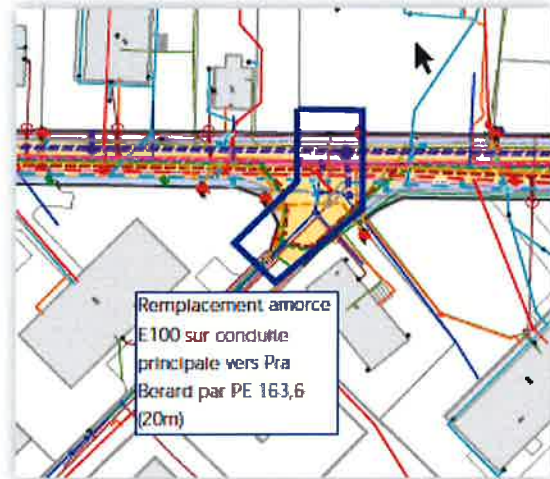 Remplacement amorce
E100 sur conduite
principale vers Pra
Berard par PE 163,6
(20m)